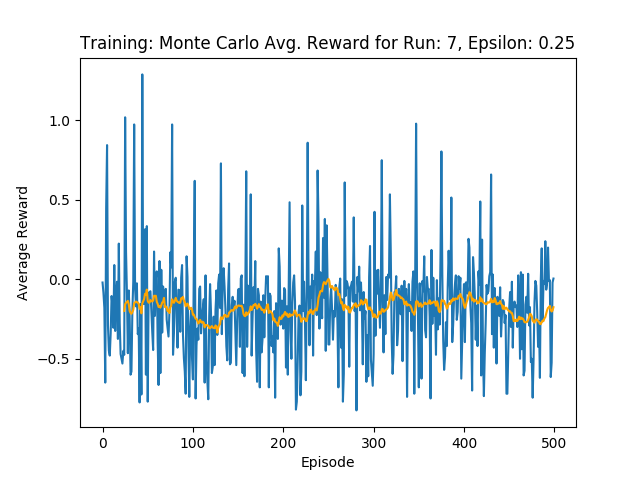 Training: Monte Carlo Avg. Reward for Run: 7, Epsilon: 0.25
1.0
0.5
0.0
−0.5
Average Reward
0 100 200 300 400 500
Episode